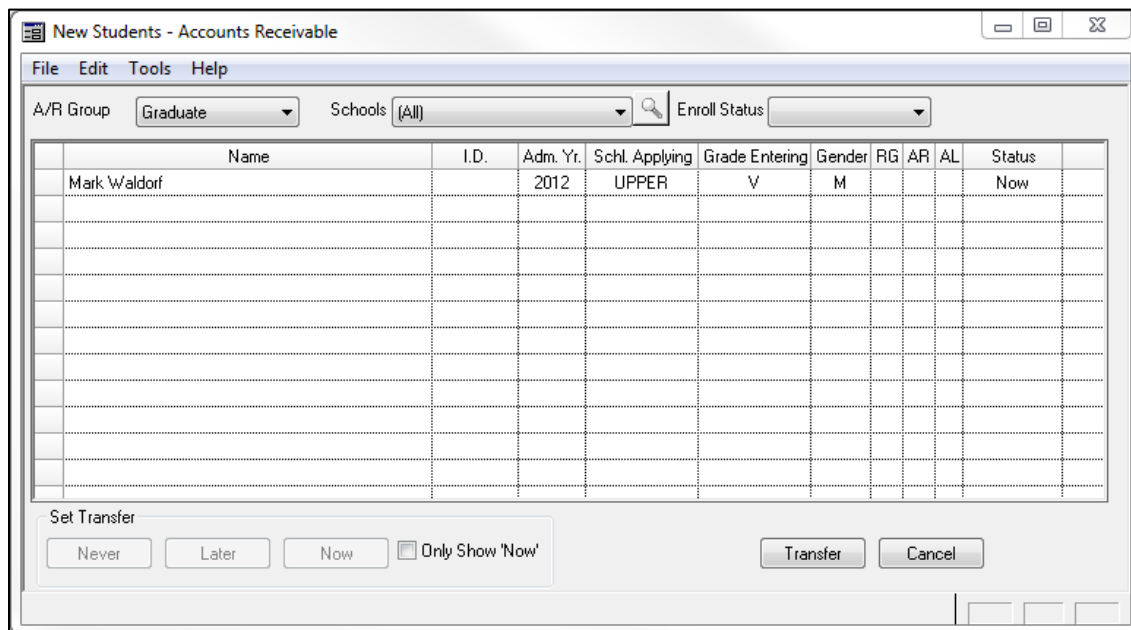 New Students - Accounts Receivable
File Edit Tools Help
A/R Group Graduate Schools (All) Enroll Status
Name I.D. Adm. Yr. Schl. Applying Grade Entering Gender RG AR AL Status
Mark Waldorf 2012 UPPER V M Now
Set Transfer
Never Later Now Only Show 'Now' Transfer Cancel